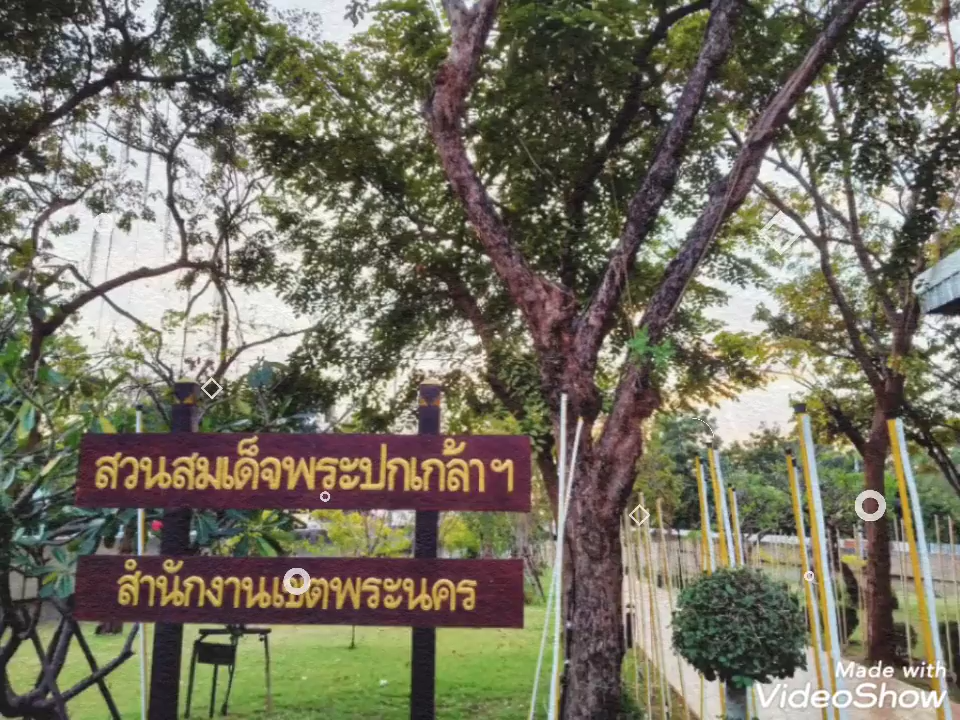 สวนสมเด็จพระปกเกล้าฯ
สำนักงานเขตพระนคร
Made with
VideoShow